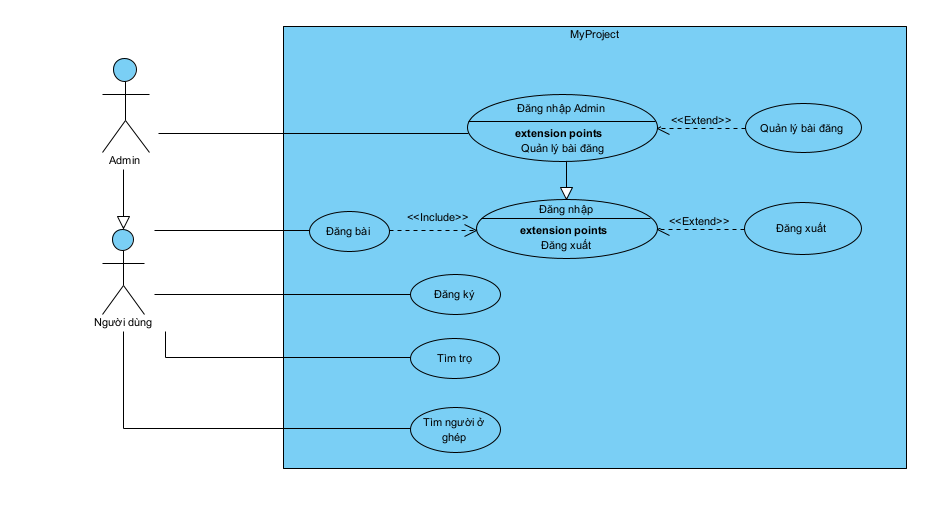 MyProject
Đăng nhập Admin
extension points
Quản lý bài đăng
<<Extend>>
Quản lý bài đăng
Admin
Đăng nhập
extension points
Đăng xuất
<<Include>>
Đăng bài
<<Extend>>
Đăng xuất
Đăng ký
Người dùng
Tìm trọ
Tìm người ở
ghép